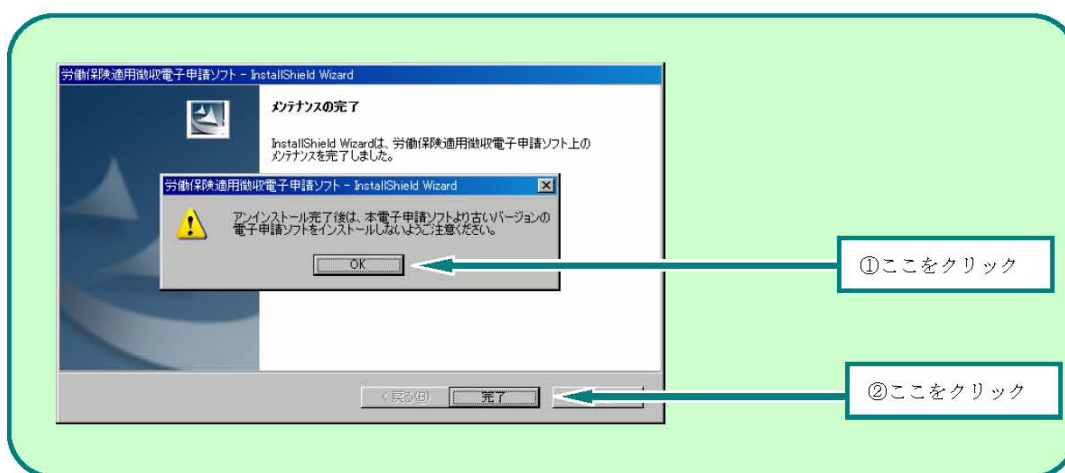 労働保険適用徴収電子申請ソフト - InstallShield Wizard
メンテナンスの完了
InstallShield Wizardは、労働保険適用徴収電子申請ソフト上の
メンテナンスを完了しました。
労働保険適用徴収電子申請ソフト - InstallShield Wizard
アンインストール完了後は、本電子申請ソフトより古いバージョンの
電子申請ソフトをインストールしないようご注意ください。
OK
①ここをクリック
< 戻る(B)
完了
②ここをクリック